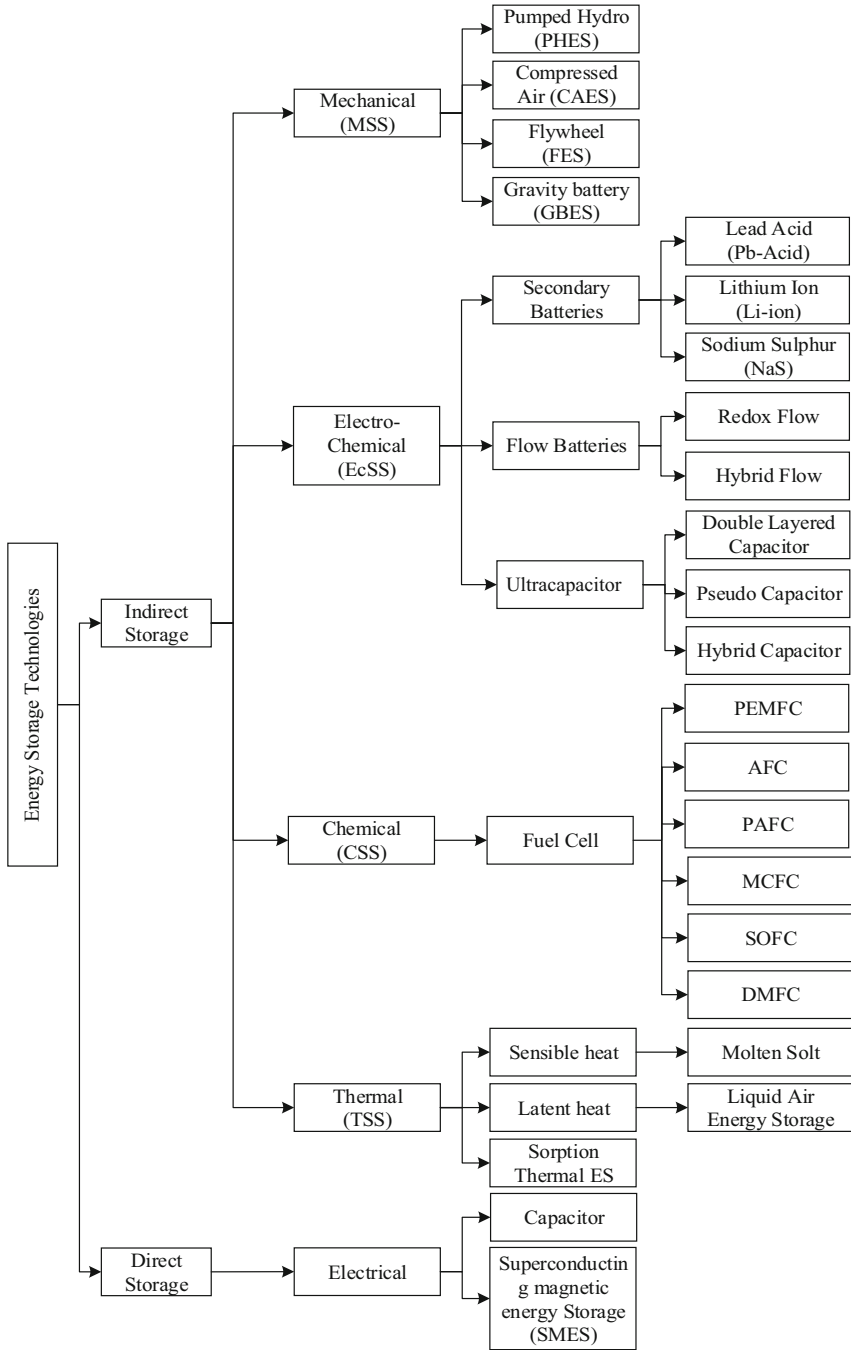 Energy Storage Technologies
Indirect
Storage
Mechanical
(MSS)
Pumped Hydro
(PHES)
Compressed
Air (CAES)
Flywheel
(FES)
Gravity battery
(GBES)
Electro-
Chemical
(EcSS)
Secondary
Batteries
Lead Acid
(Pb-Acid)
Lithium Ion
(Li-ion)
Sodium Sulphur
(NaS)
Flow Batteries
Redox Flow
Hybrid Flow
Ultracapacitor
Double Layered
Capacitor
Pseudo Capacitor
Hybrid Capacitor
Chemical
(CSS)
Fuel Cell
PEMFC
AFC
PAFC
MCFC
SOFC
DMFC
Thermal
(TSS)
Sensible heat
Molten Solt
Latent heat
Liquid Air
Energy Storage
Sorption
Thermal ES
Direct
Storage
Electrical
Capacitor
Superconductin
g magnetic
energy Storage
(SMES)